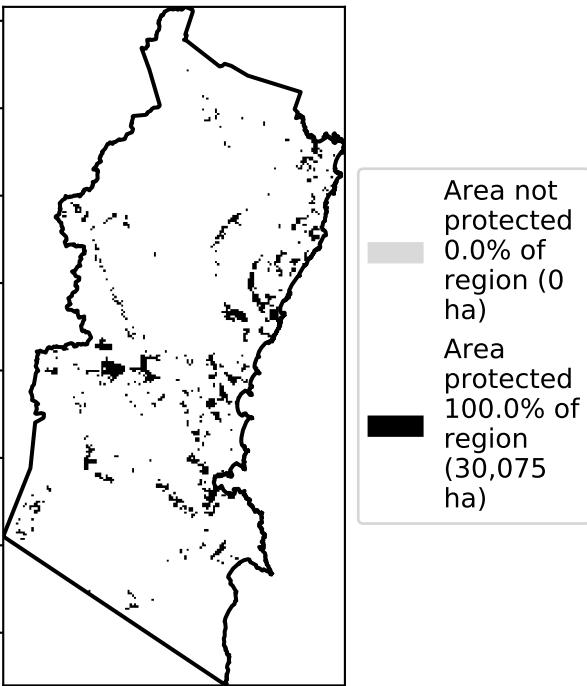 Area not
protected
0.0% of
region (0
ha)
Area
protected
100.0% of
region
(30,075
ha)